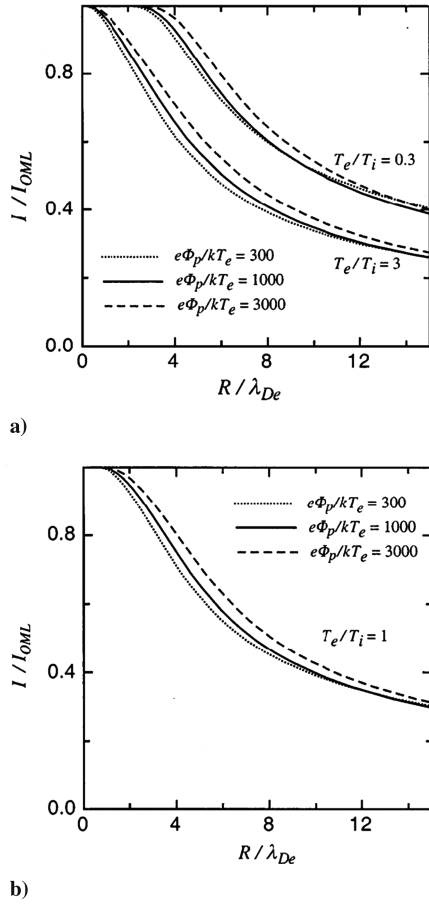 0.8
0.4
0.0
I / I_OML
T_e/T_i = 0.3
T_e/T_i = 3
eΦ_p/kT_e = 300
eΦ_p/kT_e = 1000
eΦ_p/kT_e = 3000
0 4 8 12
R / λ_De
a)
0.8
0.4
0.0
I / I_OML
eΦ_p/kT_e = 300
eΦ_p/kT_e = 1000
eΦ_p/kT_e = 3000
T_e/T_i = 1
0 4 8 12
R / λ_De
b)